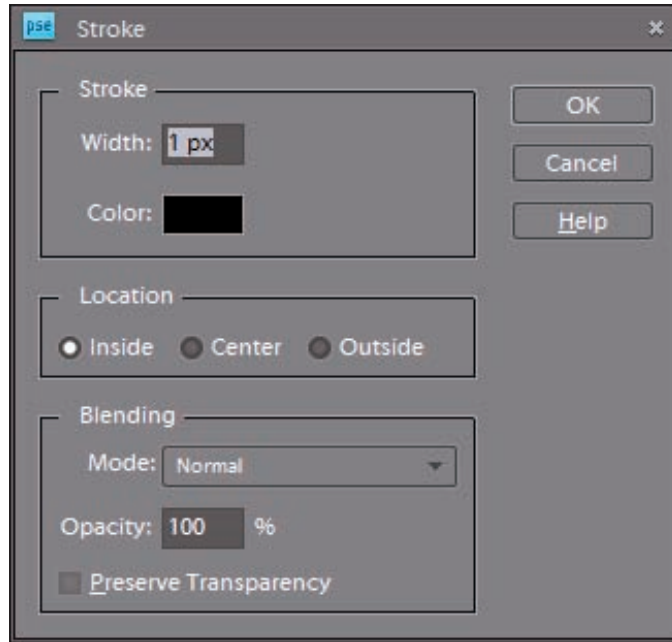 pse Stroke
Stroke
Width: 1 px
Color:
OK
Cancel
Help
Location
Inside Center Outside
Blending
Mode: Normal
Opacity: 100 %
Preserve Transparency